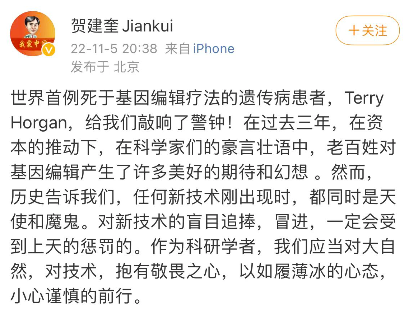 贺建奎Jiankui
22-11-5 20:38 来自iPhone
发布于 北京
+关注
世界首例死于基因编辑疗法的遗传病患者，Terry
Horgan，给我们敲响了警钟！在过去三年，在资
本的推动下，在科学家们的豪言壮语中，老百姓对
基因编辑产生了许多美好的期待和幻想 。然而，
历史告诉我们，任何新技术刚出现时，都同时是天
使和魔鬼。对新技术的盲目追捧，冒进，一定会受
到上天的惩罚的。作为科研学者，我们应当对大自
然，对技术，抱有敬畏之心，以如履薄冰的心态，
小心谨慎的前行。